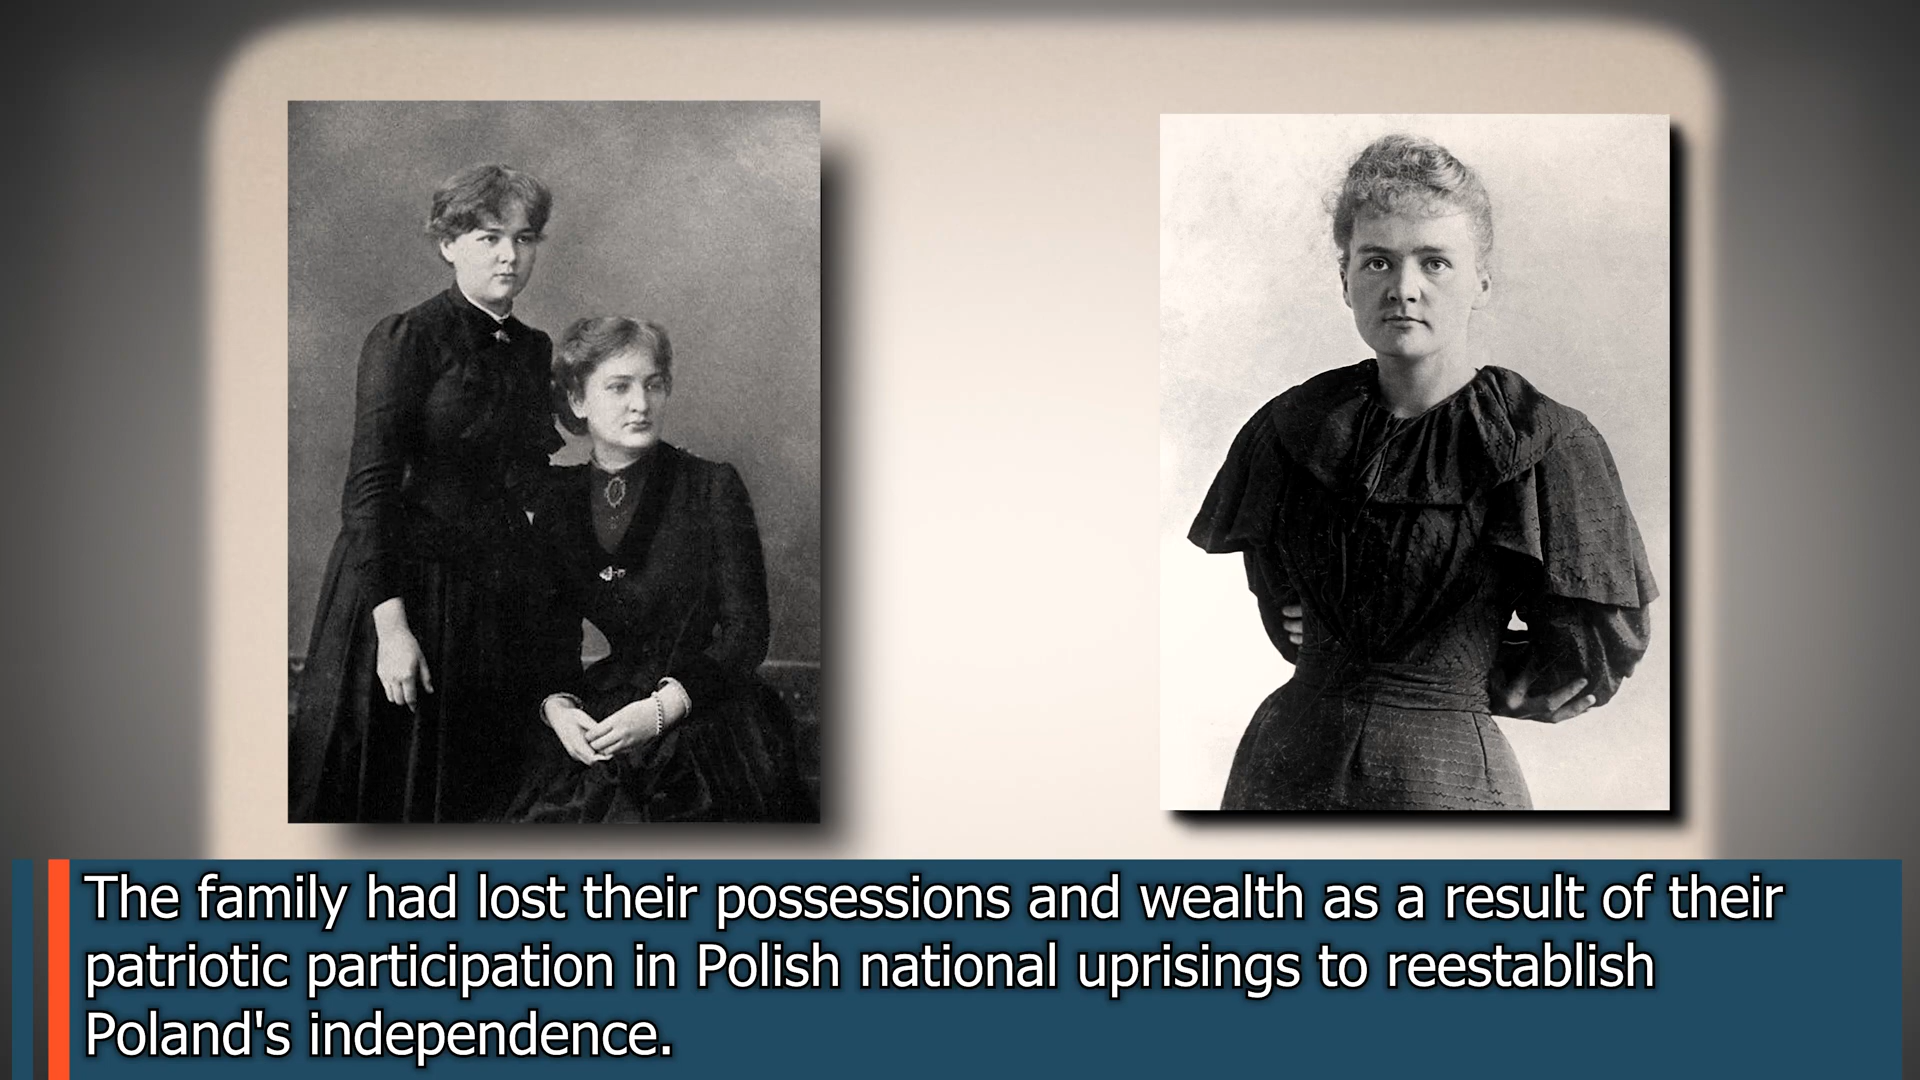 The family had lost their possessions and wealth as a result of their
patriotic participation in Polish national uprisings to reestablish
Poland's independence.